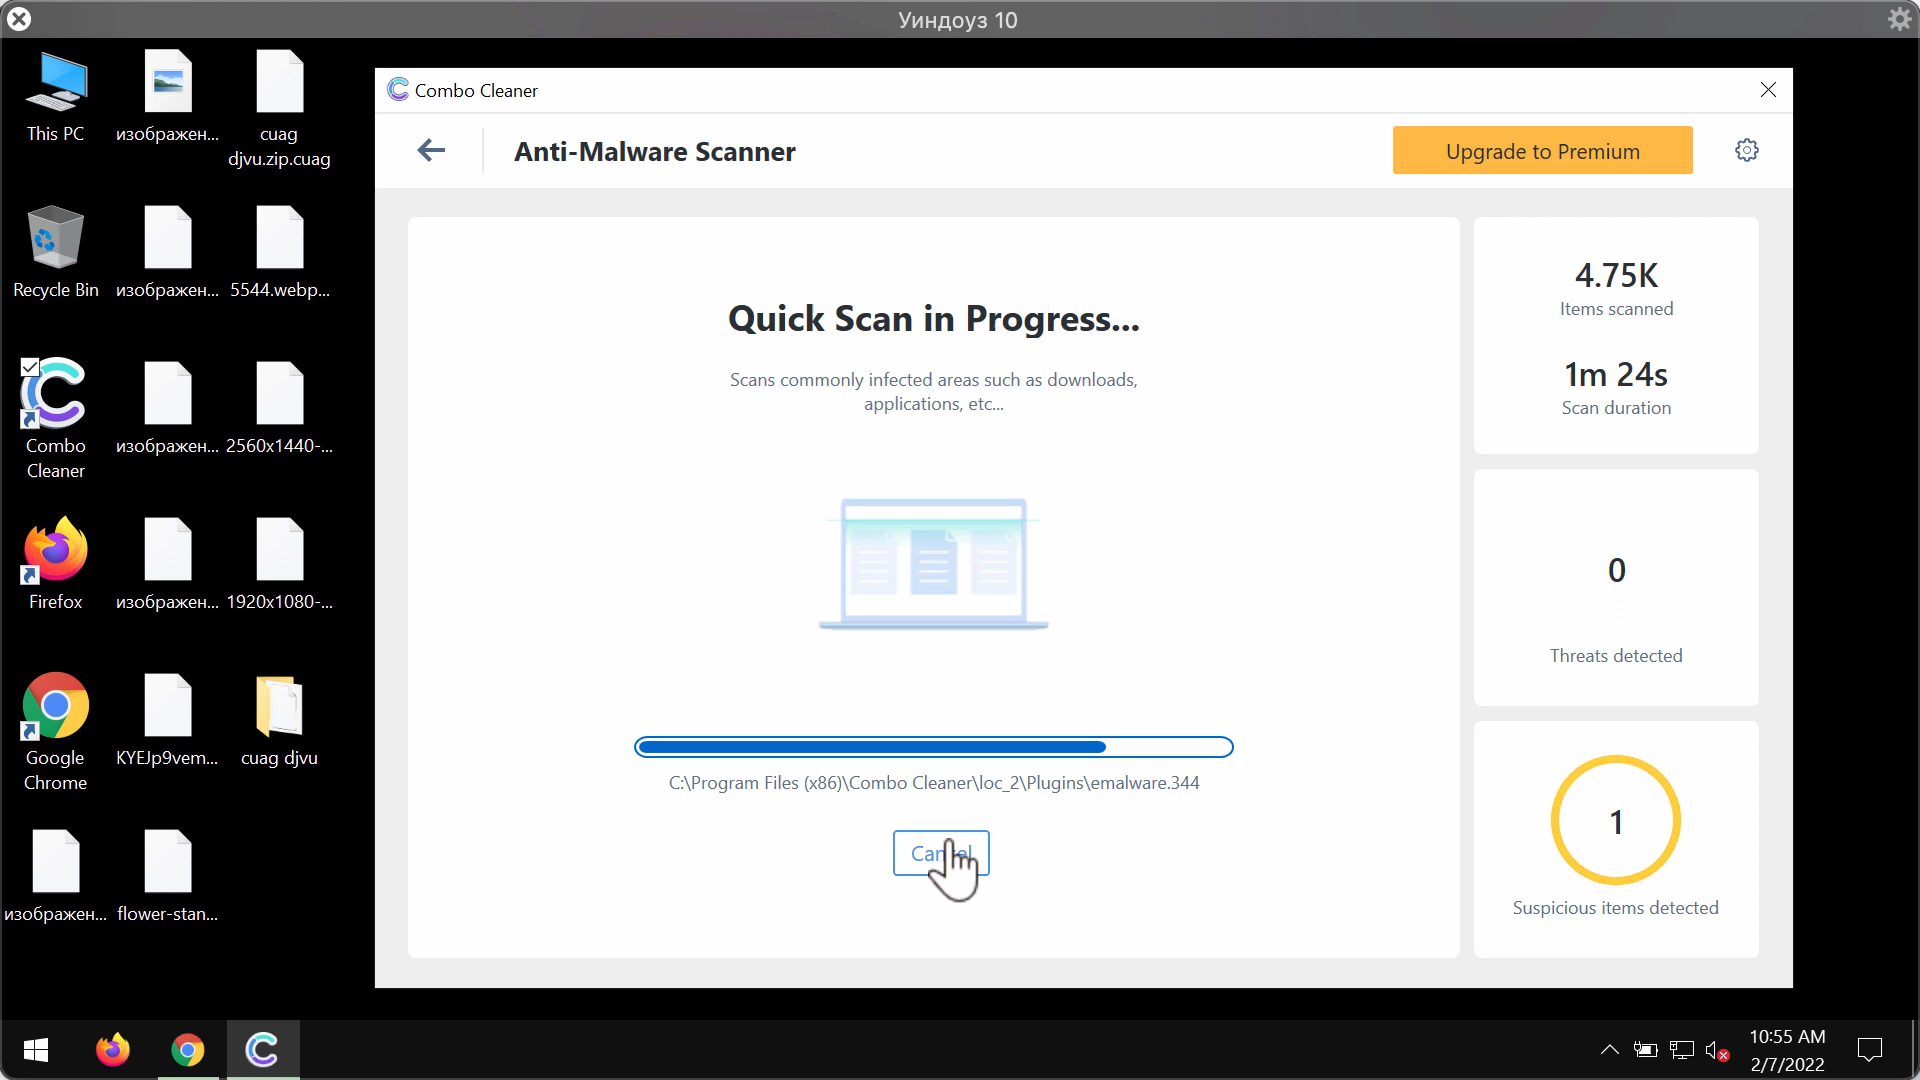 Уиндоуз 10
This PC
изображен...
cuag
djvu.zip.cuag
Recycle Bin
изображен...
5544.webp...
Combo
Cleaner
изображен...
2560x1440-...
Firefox
изображен...
1920x1080-...
Google
Chrome
KYEJp9vem...
cuag djvu
изображен...
flower-stan...
Combo Cleaner
Anti-Malware Scanner
Upgrade to Premium
Quick Scan in Progress...
Scans commonly infected areas such as downloads,
applications, etc...
C:\Program Files (x86)\Combo Cleaner\loc_2\Plugins\emalware.344
Cancel
4.75K
Items scanned
1m 24s
Scan duration
0
Threats detected
1
Suspicious items detected
10:55 AM
2/7/2022